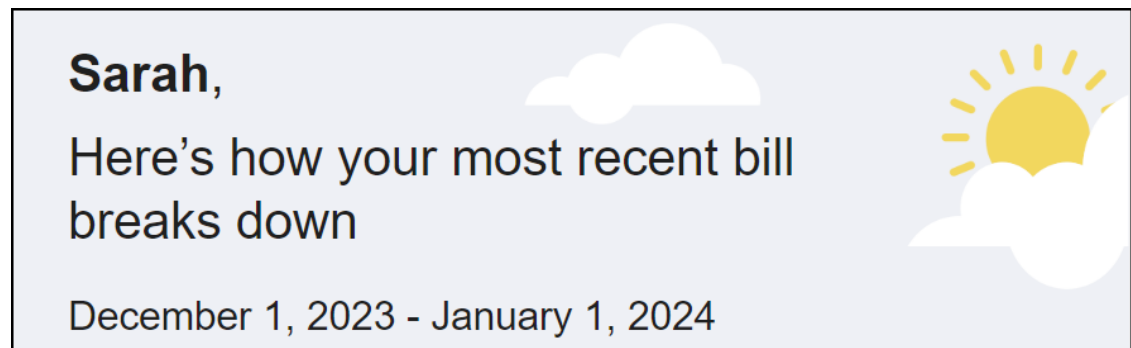 Sarah,
Here’s how your most recent bill
breaks down
December 1, 2023 - January 1, 2024